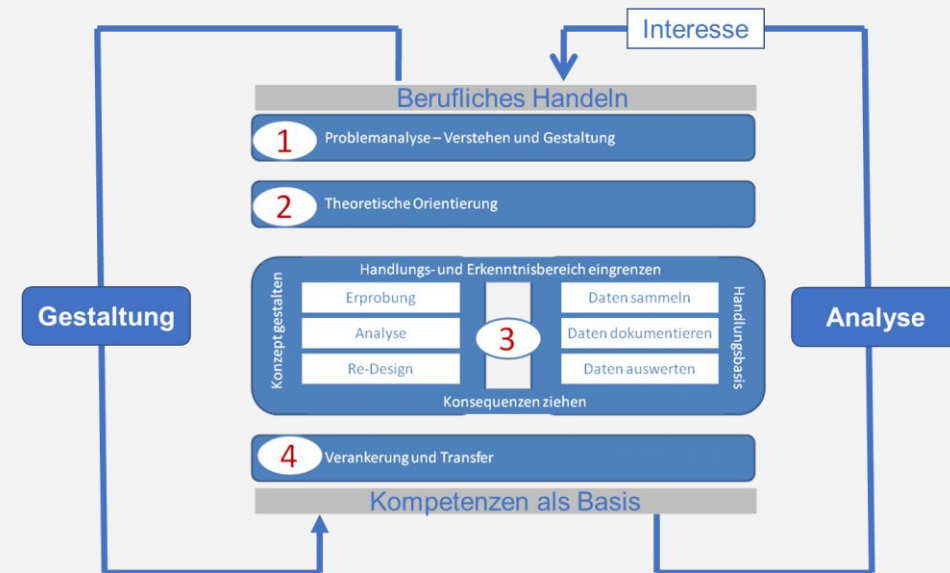 Interesse
Berufliches Handeln
1 Problemanalyse – Verstehen und Gestaltung
2 Theoretische Orientierung
Gestaltung
Konzept gestalten
Handlungs- und Erkenntnisbereich eingrenzen
Erprobung
Analyse
Re-Design
3
Daten sammeln
Daten dokumentieren
Daten auswerten
Handlungsbasis
Konsequenzen ziehen
Analyse
4 Verankerung und Transfer
Kompetenzen als Basis